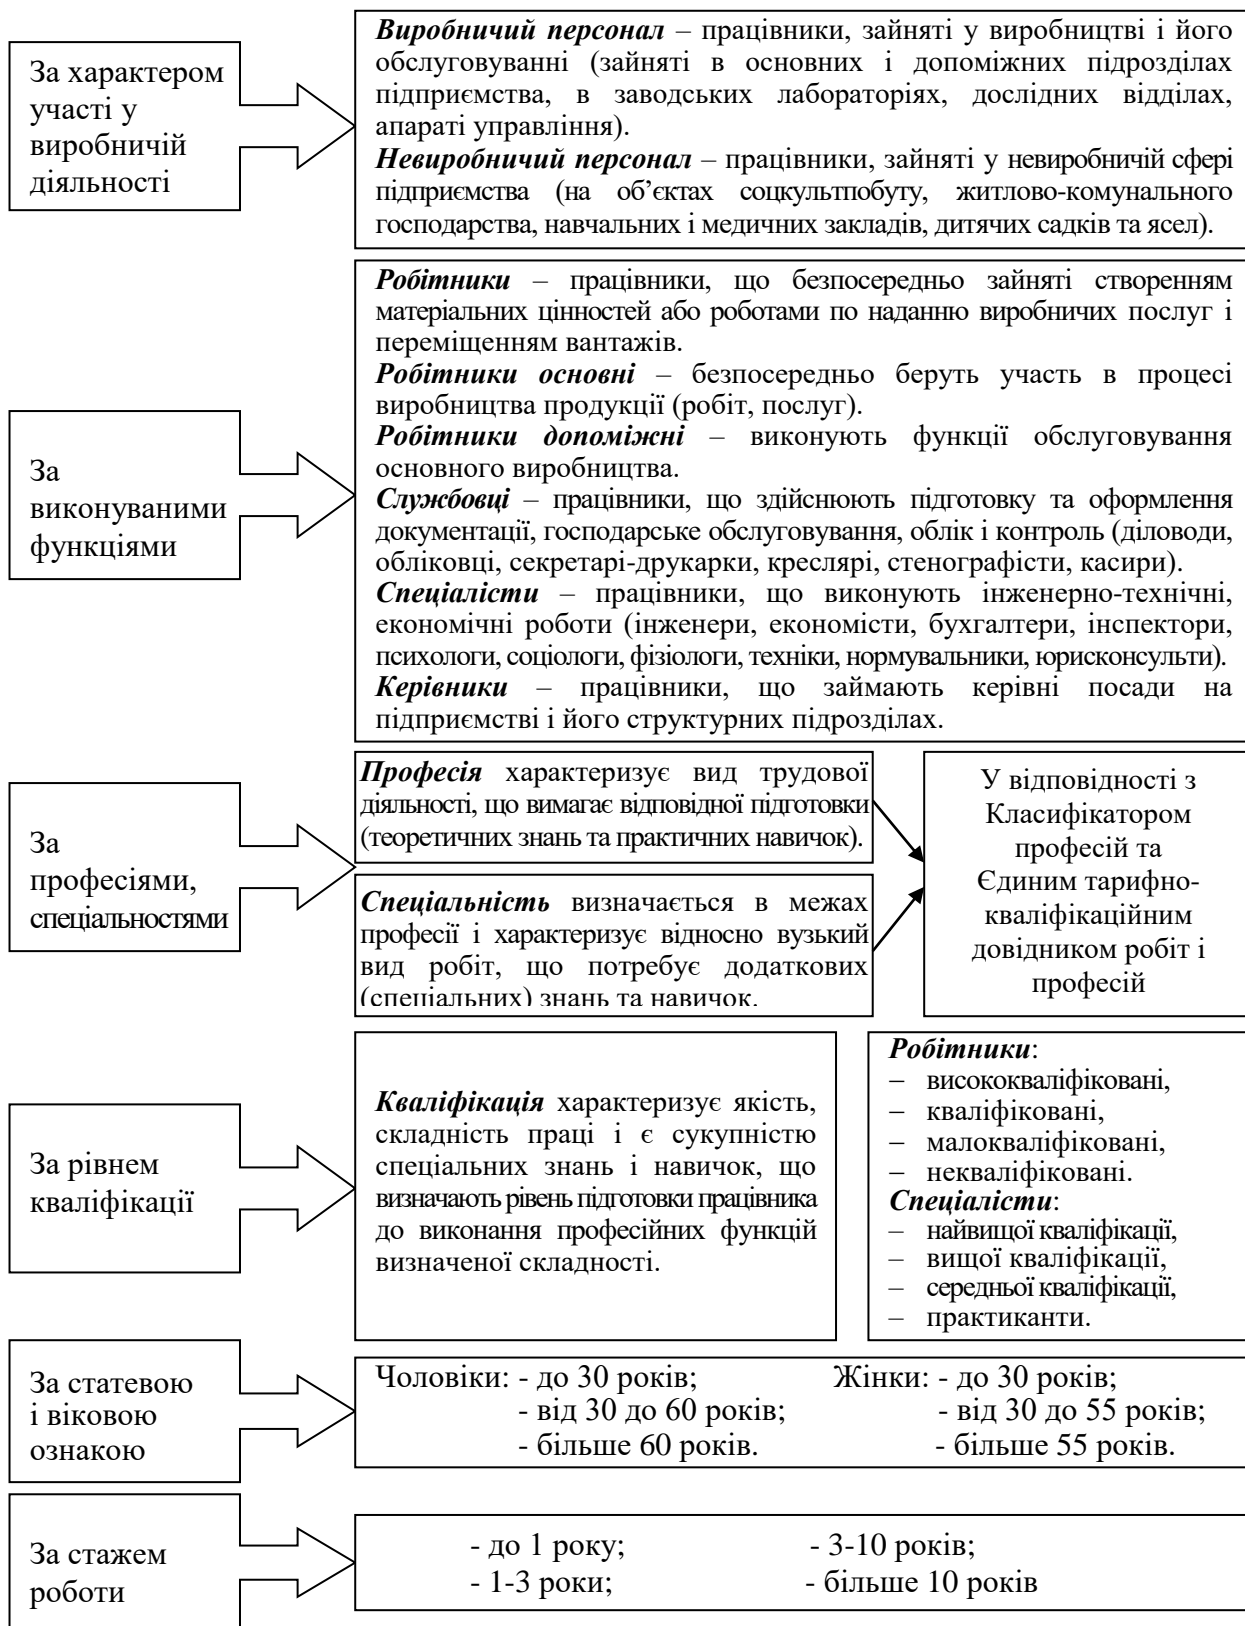 За характером
участі у
виробничій
діяльності
Виробничий персонал – працівники, зайняті у виробництві і його
обслуговуванні (зайняті в основних і допоміжних підрозділах
підприємства, в заводських лабораторіях, дослідних відділах,
апараті управління).
Невиробничий персонал – працівники, зайняті у невиробничій сфері
підприємства (на об’єктах соцкультпобуту, житлово-комунального
господарства, навчальних і медичних закладів, дитячих садків та ясел).
За
виконуваними
функціями
Робітники – працівники, що безпосередньо зайняті створенням
матеріальних цінностей або роботами по наданню виробничих послуг і
переміщенням вантажів.
Робітники основні – безпосередньо беруть участь в процесі
виробництва продукції (робіт, послуг).
Робітники допоміжні – виконують функції обслуговування
основного виробництва.
Службовці – працівники, що здійснюють підготовку та оформлення
документації, господарське обслуговування, облік і контроль (діловоди,
обліковці, секретарі-друкарки, креслярі, стенографісти, касири).
Спеціалісти – працівники, що виконують інженерно-технічні,
економічні роботи (інженери, економісти, бухгалтери, інспектори,
психологи, соціологи, фізіологи, техніки, нормувальники, юрисконсульти).
Керівники – працівники, що займають керівні посади на
підприємстві і його структурних підрозділах.
За
професіями,
спеціальностями
Професія характеризує вид трудової
діяльності, що вимагає відповідної підготовки
(теоретичних знань та практичних навичок).
Спеціальність визначається в межах
професії і характеризує відносно вузький
вид робіт, що потребує додаткових
(спеціальних) знань та навичок.
У відповідності з
Класифікатором
професій та
Єдиним тарифно-
кваліфікаційним
довідником робіт і
професій
За рівнем
кваліфікації
Кваліфікація характеризує якість,
складність праці і є сукупністю
спеціальних знань і навичок, що
визначають рівень підготовки працівника
до виконання професійних функцій
визначеної складності.
Робітники:
– висококваліфіковані,
– кваліфіковані,
– малокваліфіковані,
– некваліфіковані.
Спеціалісти:
– найвищої кваліфікації,
– вищої кваліфікації,
– середньої кваліфікації,
– практиканти.
За статевою
і віковою
ознакою
Чоловіки: - до 30 років;
- від 30 до 60 років;
- більше 60 років.
Жінки: - до 30 років;
- від 30 до 55 років;
- більше 55 років.
За стажем
роботи
- до 1 року;
- 1-3 роки;
- 3-10 років;
- більше 10 років